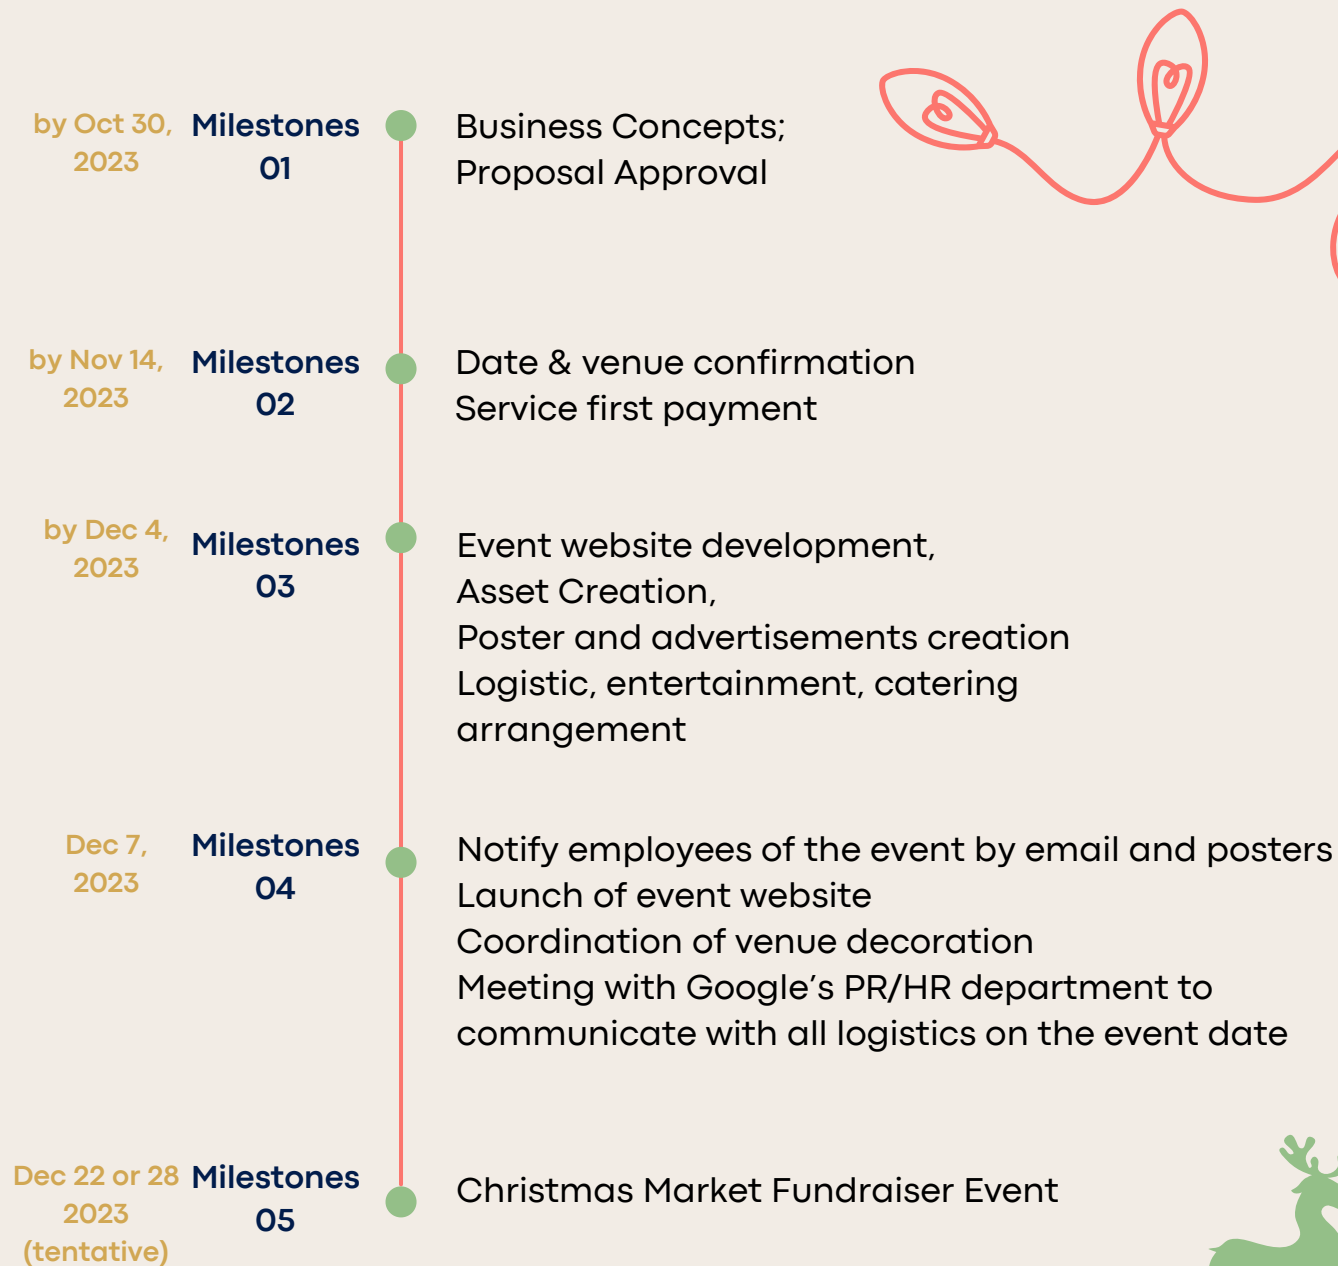 by Oct 30,
2023
Milestones
01
Business Concepts;
Proposal Approval
by Nov 14,
2023
Milestones
02
Date & venue confirmation
Service first payment
by Dec 4,
2023
Milestones
03
Event website development,
Asset Creation,
Poster and advertisements creation
Logistic, entertainment, catering
arrangement
Dec 7,
2023
Milestones
04
Notify employees of the event by email and posters
Launch of event website
Coordination of venue decoration
Meeting with Google’s PR/HR department to
communicate with all logistics on the event date
Dec 22 or 28
2023
(tentative)
Milestones
05
Christmas Market Fundraiser Event